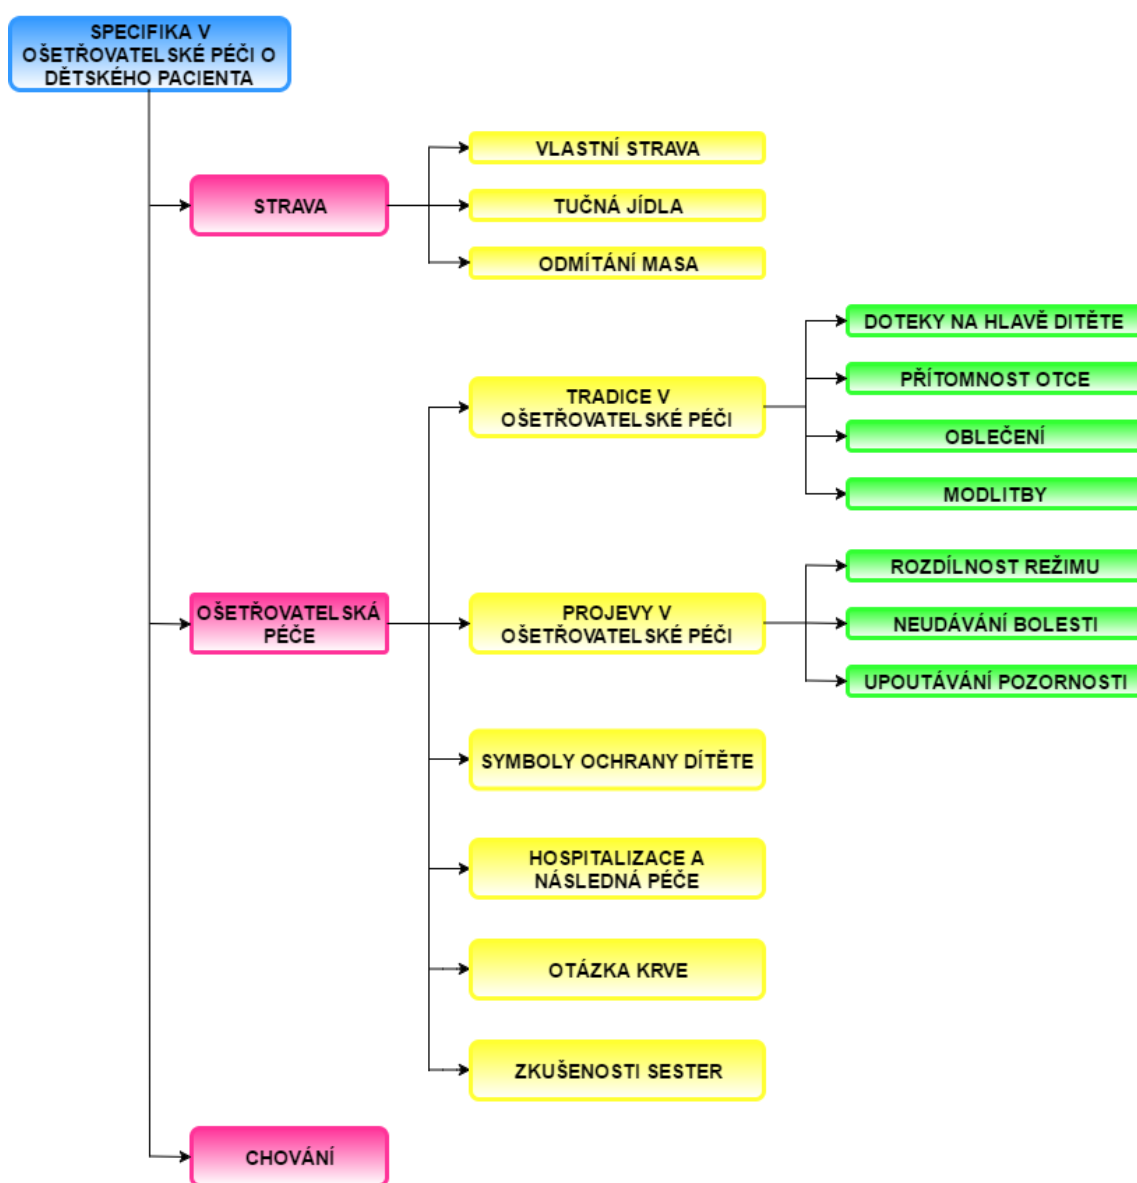 SPECIFIKA V
OŠETŘOVATELSKÉ PÉČI O
DĚTSKÉHO PACIENTA
STRAVA
VLASTNÍ STRAVA
TUČNÁ JÍDLA
ODMÍTÁNÍ MASA
OŠETŘOVATELSKÁ
PÉČE
TRADICE V
OŠETŘOVATELSKÉ PÉČI
DOTEKY NA HLAVĚ DITĚTE
PŘÍTOMNOST OTCE
OBLEČENÍ
MODLITBY
PROJEVY V
OŠETŘOVATELSKÉ PÉČI
ROZDÍLNOST REŽIMU
NEUDÁVÁNÍ BOLESTI
UPOUTÁVÁNÍ POZORNOSTI
SYMBOLY OCHRANY DÍTĚTE
HOSPITALIZACE A
NÁSLEDNÁ PÉČE
OTÁZKA KRVE
ZKUŠENOSTI SESTER
CHOVÁNÍ